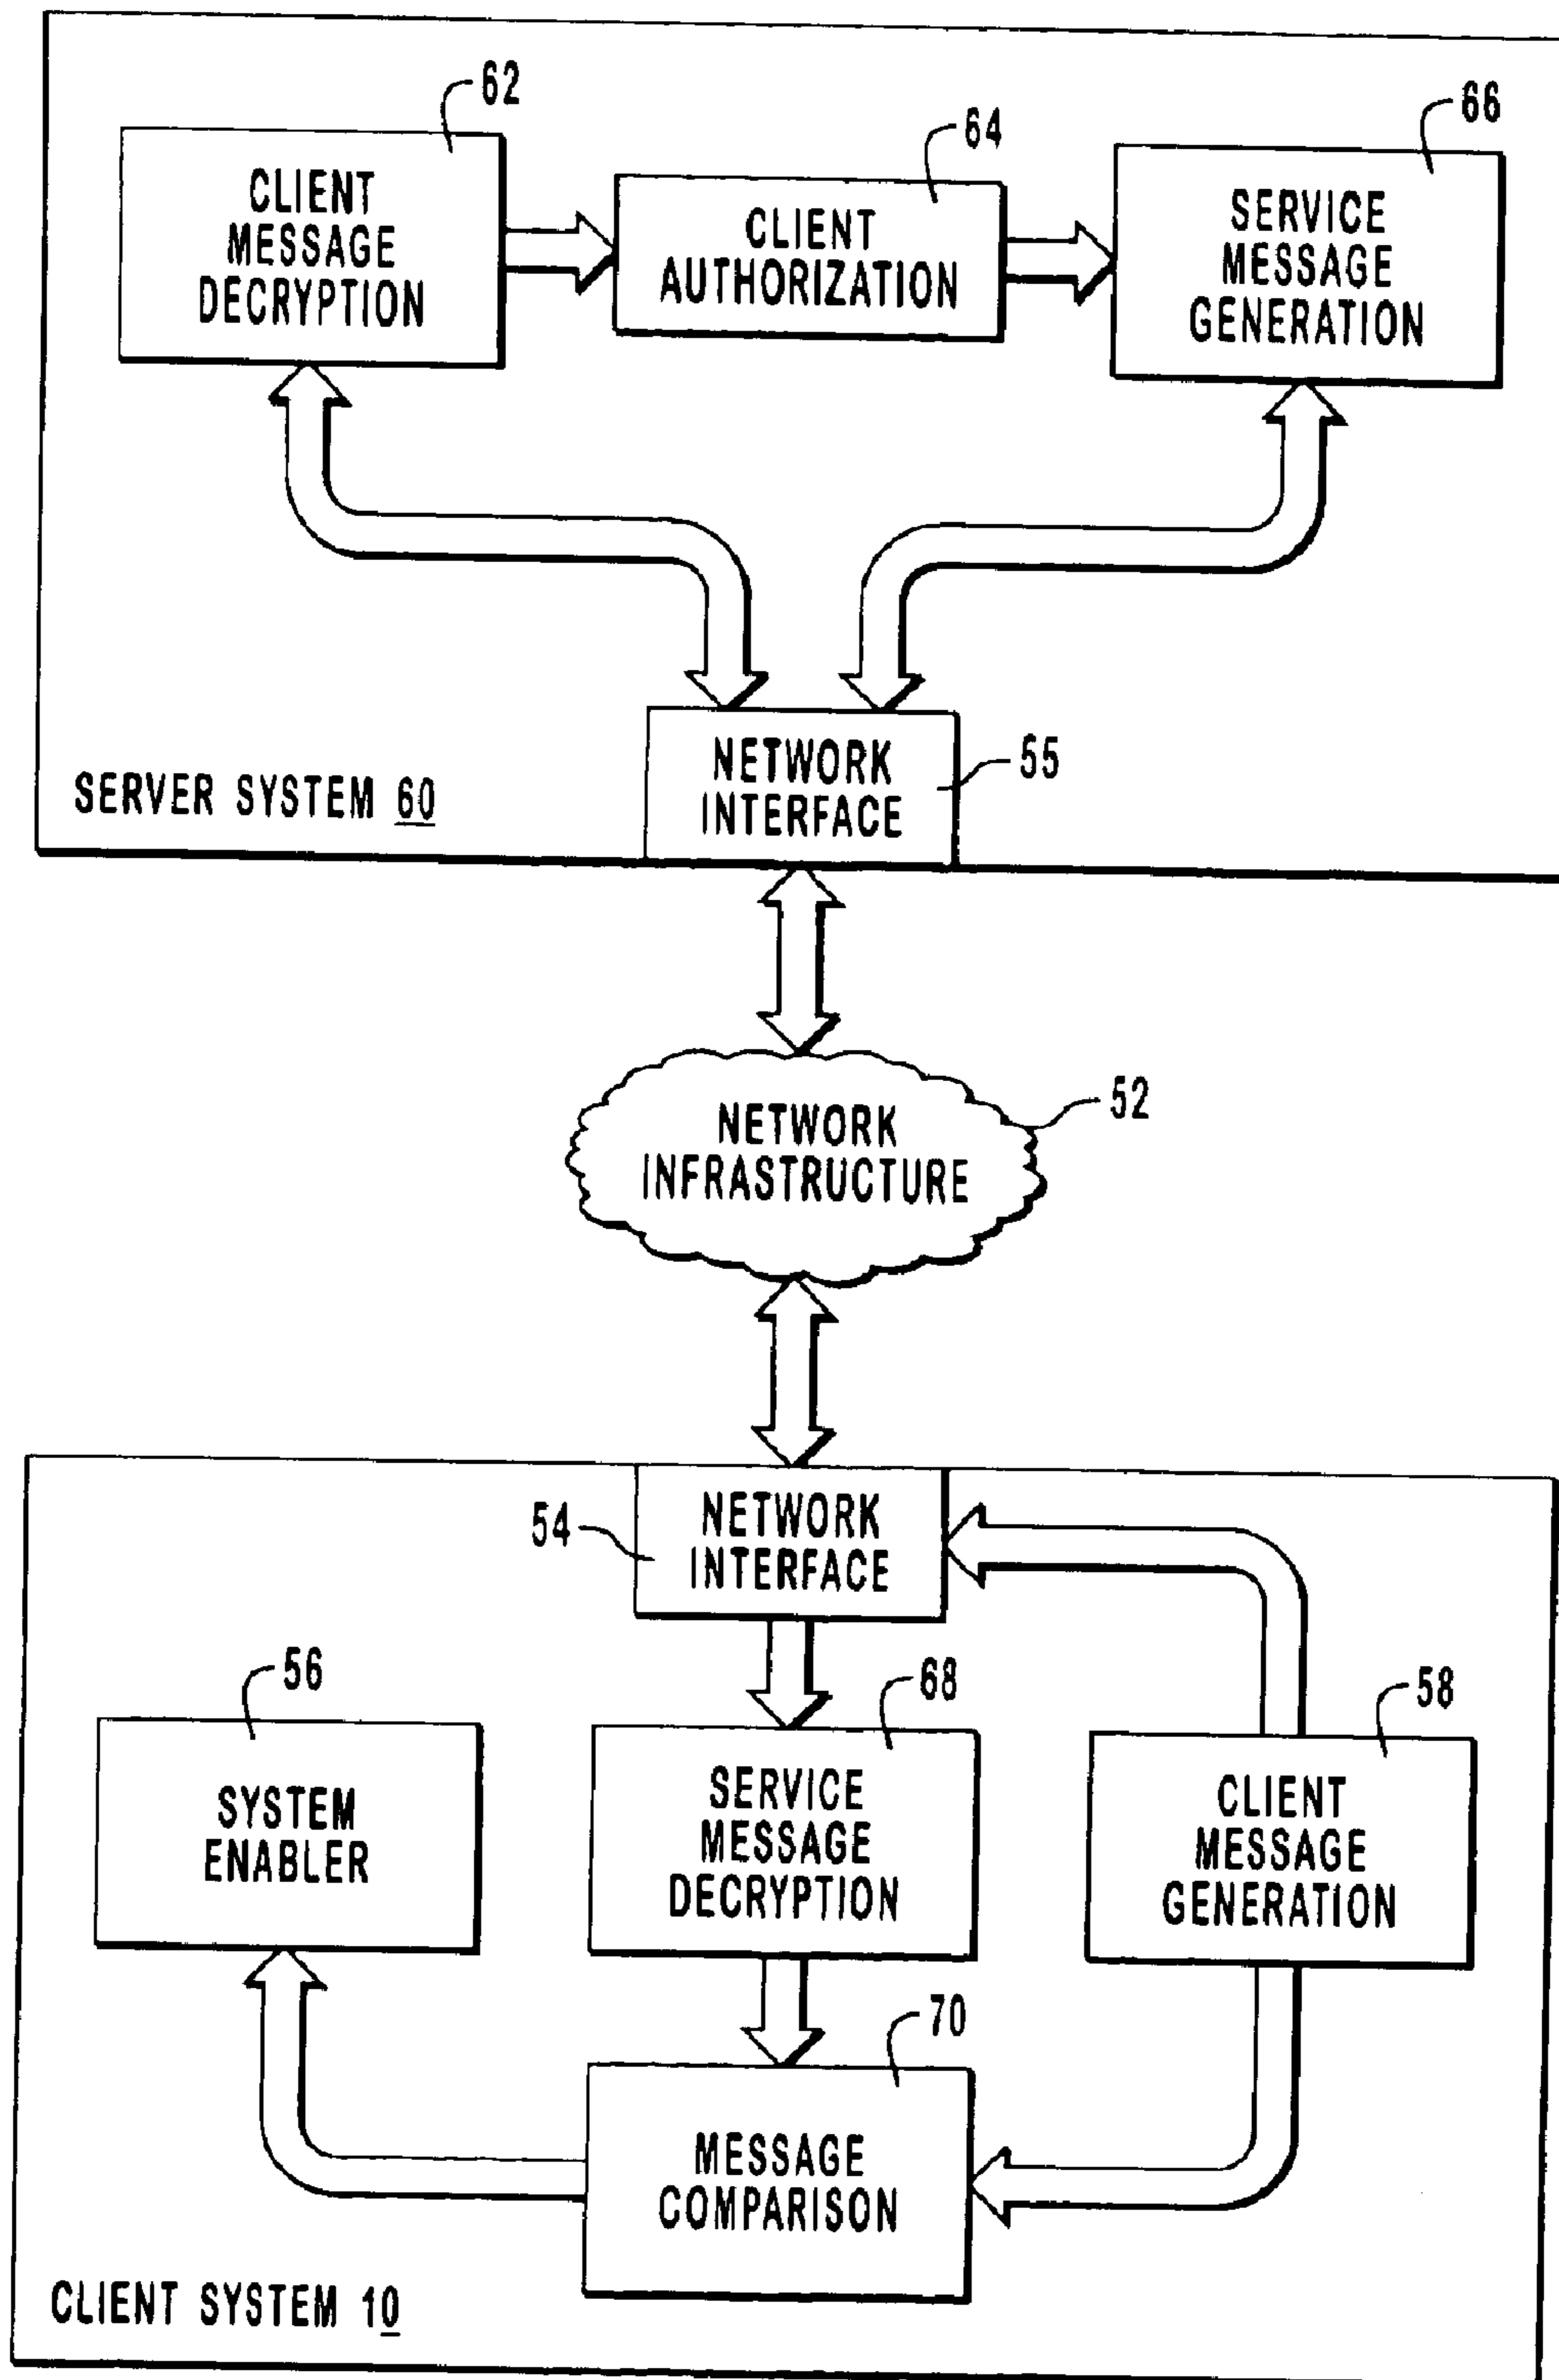 62
CLIENT
MESSAGE
DECRYPTION
64
CLIENT
AUTHORIZATION
66
SERVICE
MESSAGE
GENERATION
NETWORK
INTERFACE
55
SERVER SYSTEM 60
NETWORK
INFRASTRUCTURE
52
54
NETWORK
INTERFACE
56
SYSTEM
ENABLER
68
SERVICE
MESSAGE
DECRYPTION
58
CLIENT
MESSAGE
GENERATION
70
MESSAGE
COMPARISON
CLIENT SYSTEM 10